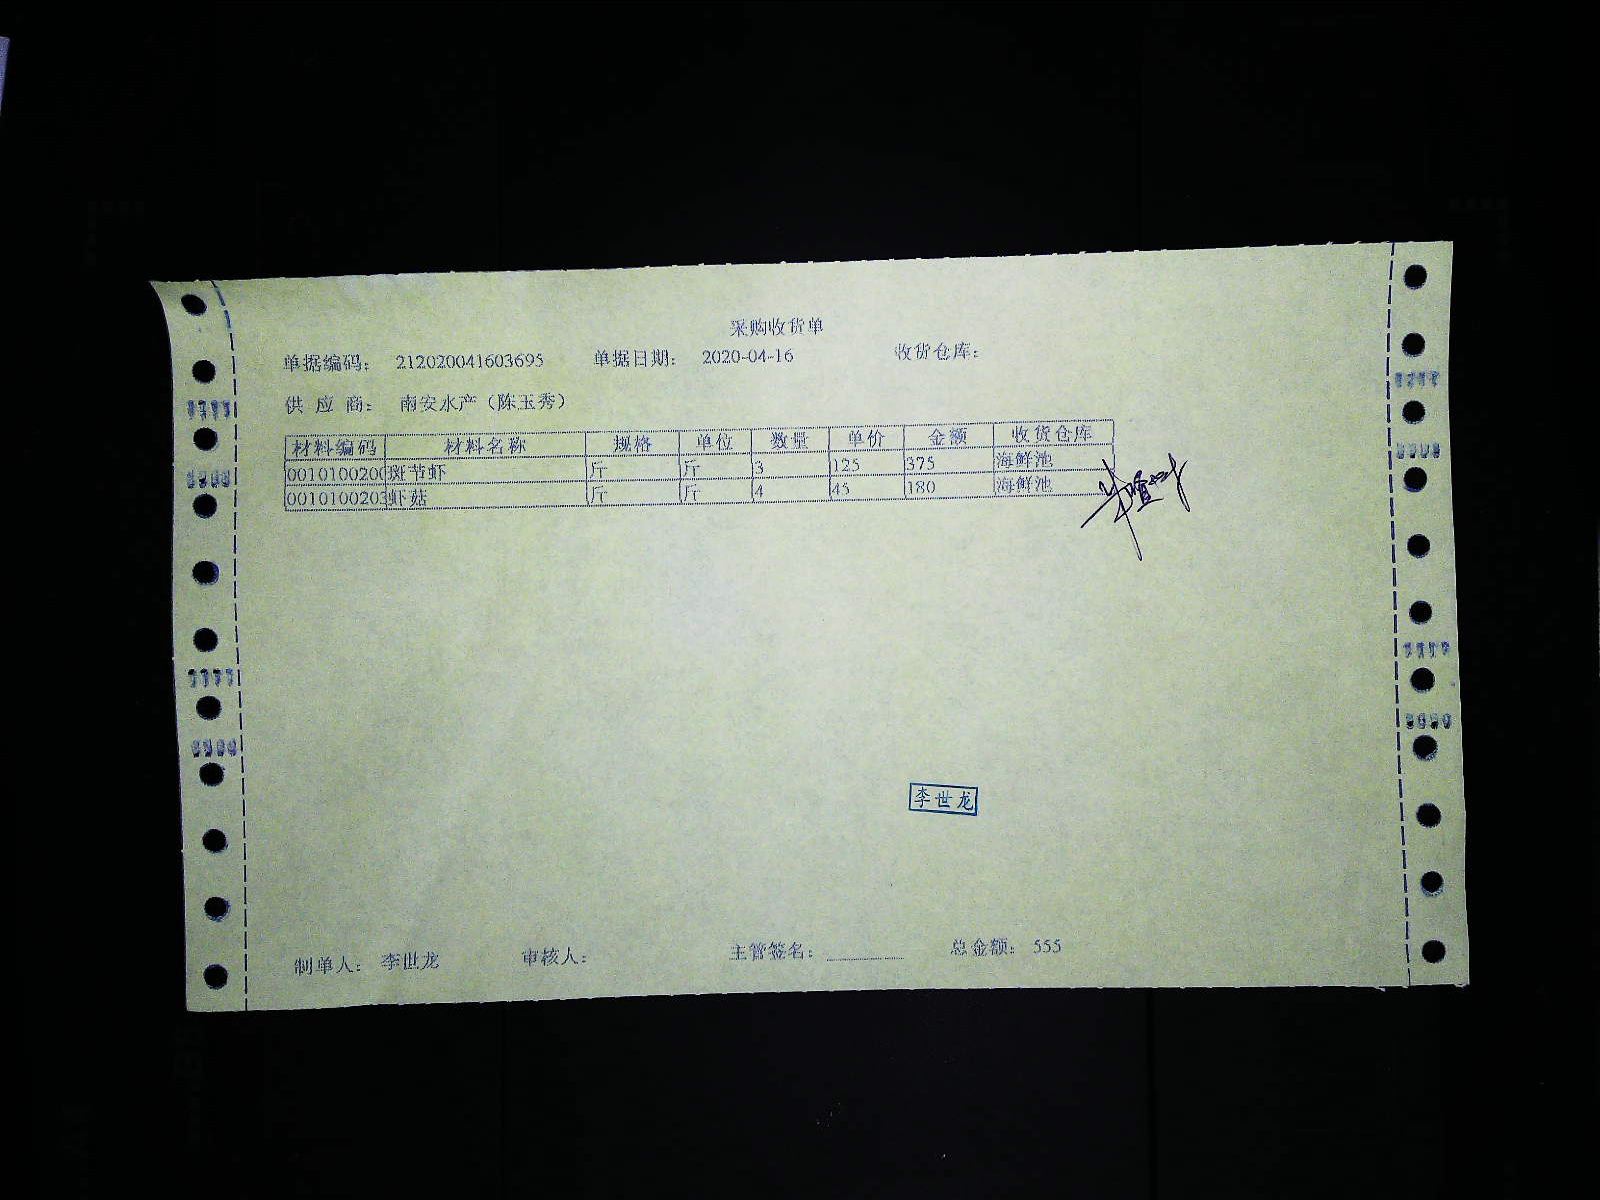 采购收货单
单据编码： 212020041603695 单据日期： 2020-04-16 收货仓库：
供 应 商： 南安水产（陈玉秀）
材料编码 材料名称 规格 单位 数量 单价 金额 收货仓库
0010100200 斑节虾 斤 斤 3 125 375 海鲜池
0010100203 虾菇 斤 斤 4 45 180 海鲜池
李世龙
制单人： 李世龙 审核人： 主管签名： 总金额： 555